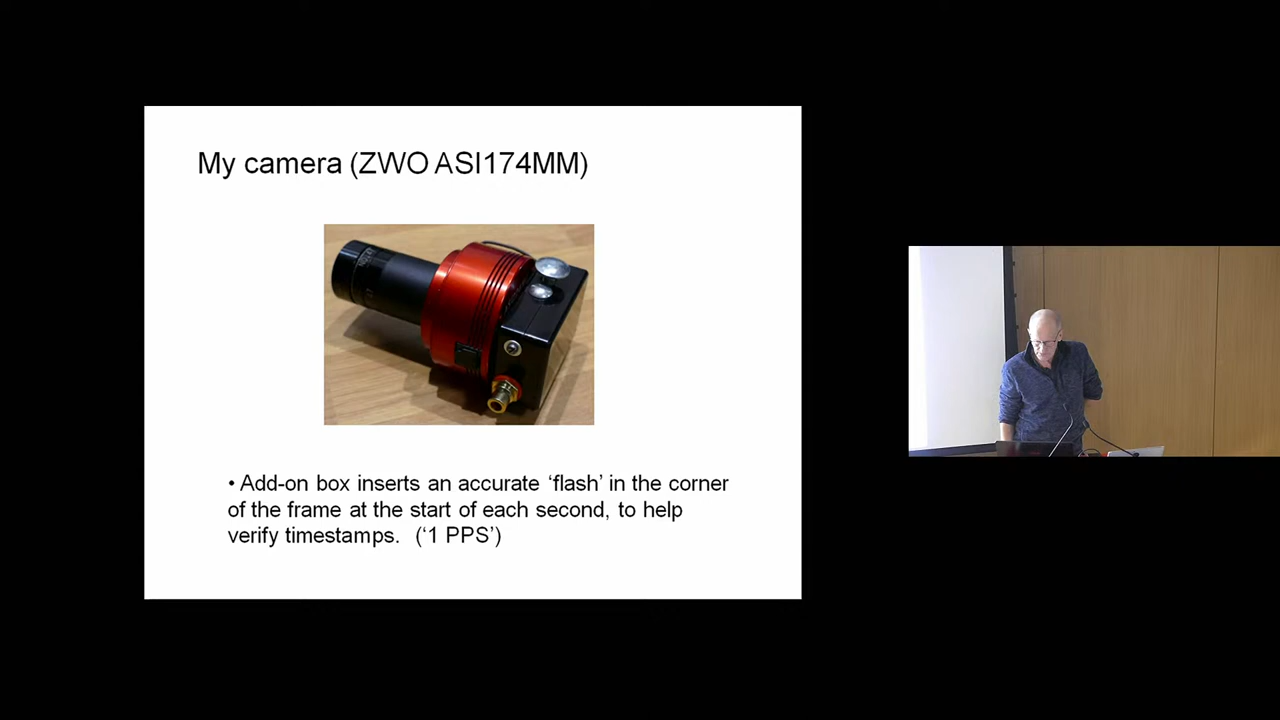 My camera (ZWO ASI174MM)
• Add-on box inserts an accurate ‘flash’ in the corner
of the frame at the start of each second, to help
verify timestamps. (‘1 PPS’)